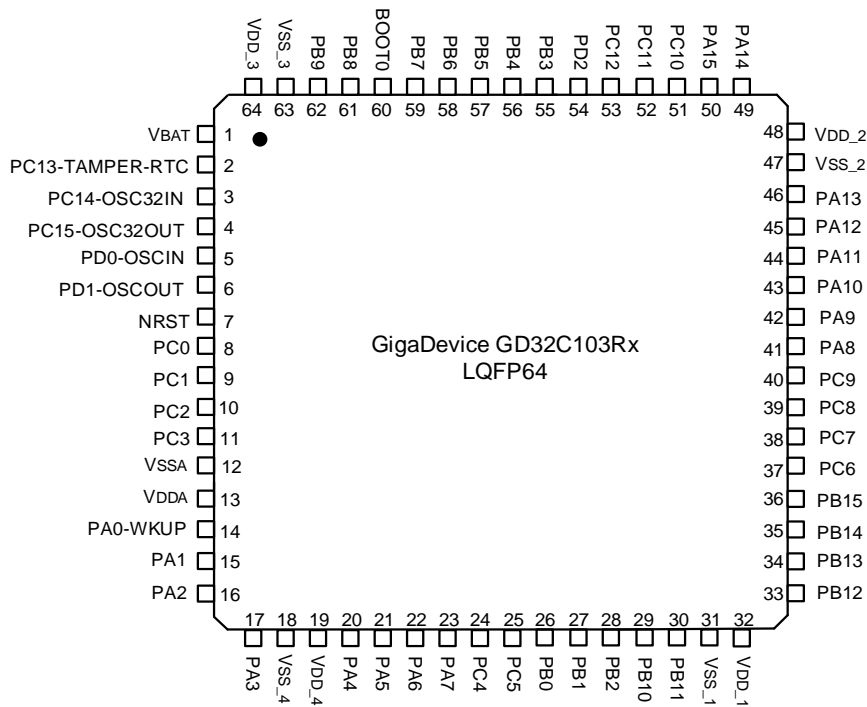 VDD_3 VSS_3 PB9 PB8 BOOT0 PB7 PB6 PB5 PB4 PB3 PD2 PC12 PC11 PC10 PA15 PA14
64 63 62 61 60 59 58 57 56 55 54 53 52 51 50 49
VBAT 1
PC13-TAMPER-RTC 2
PC14-OSC32IN 3
PC15-OSC32OUT 4
PD0-OSCIN 5
PD1-OSCOUT 6
NRST 7
PC0 8
PC1 9
PC2 10
PC3 11
VSSA 12
VDDA 13
PA0-WKUP 14
PA1 15
PA2 16
GigaDevice GD32C103Rx
LQFP64
48 VDD_2
47 VSS_2
46 PA13
45 PA12
44 PA11
43 PA10
42 PA9
41 PA8
40 PC9
39 PC8
38 PC7
37 PC6
36 PB15
35 PB14
34 PB13
33 PB12
17 18 19 20 21 22 23 24 25 26 27 28 29 30 31 32
PA3 VSS_4 VDD_4 PA4 PA5 PA6 PA7 PC4 PC5 PB0 PB1 PB2 PB10 PB11 VSS_1 VDD_1